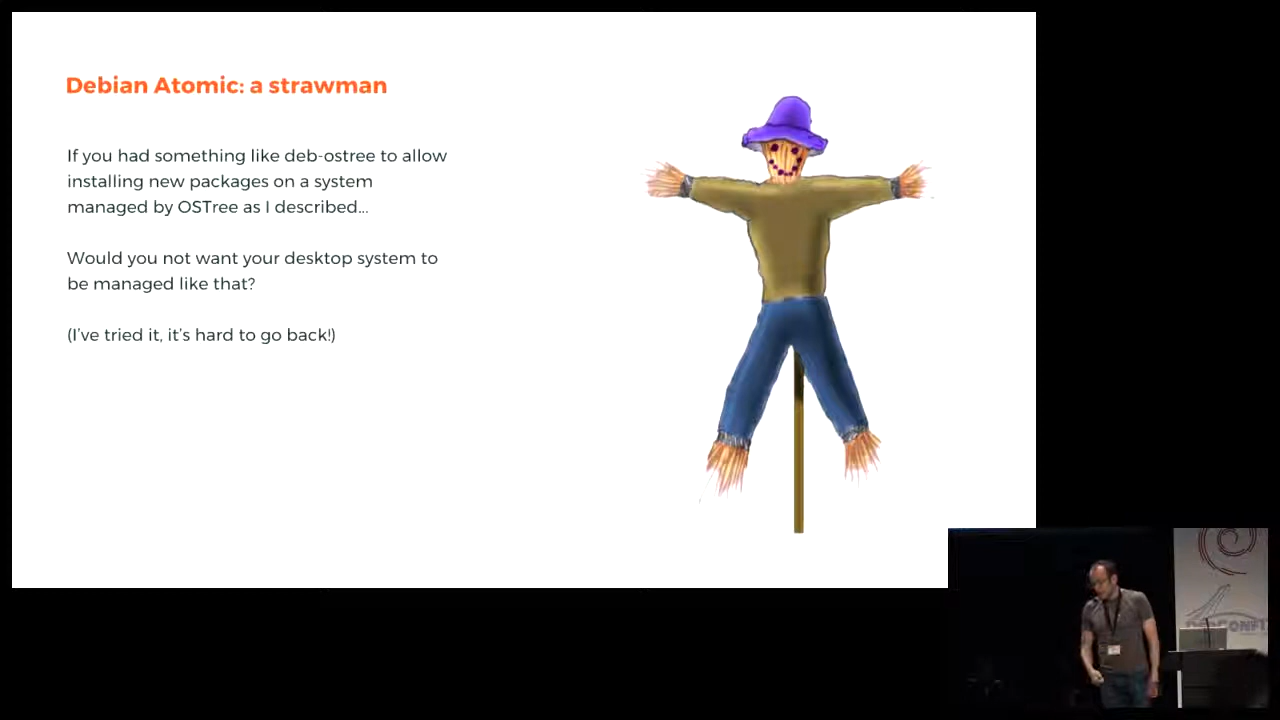 Debian Atomic: a strawman
If you had something like deb-ostree to allow
installing new packages on a system
managed by OSTree as I described...
Would you not want your desktop system to
be managed like that?
(I've tried it, it's hard to go back!)